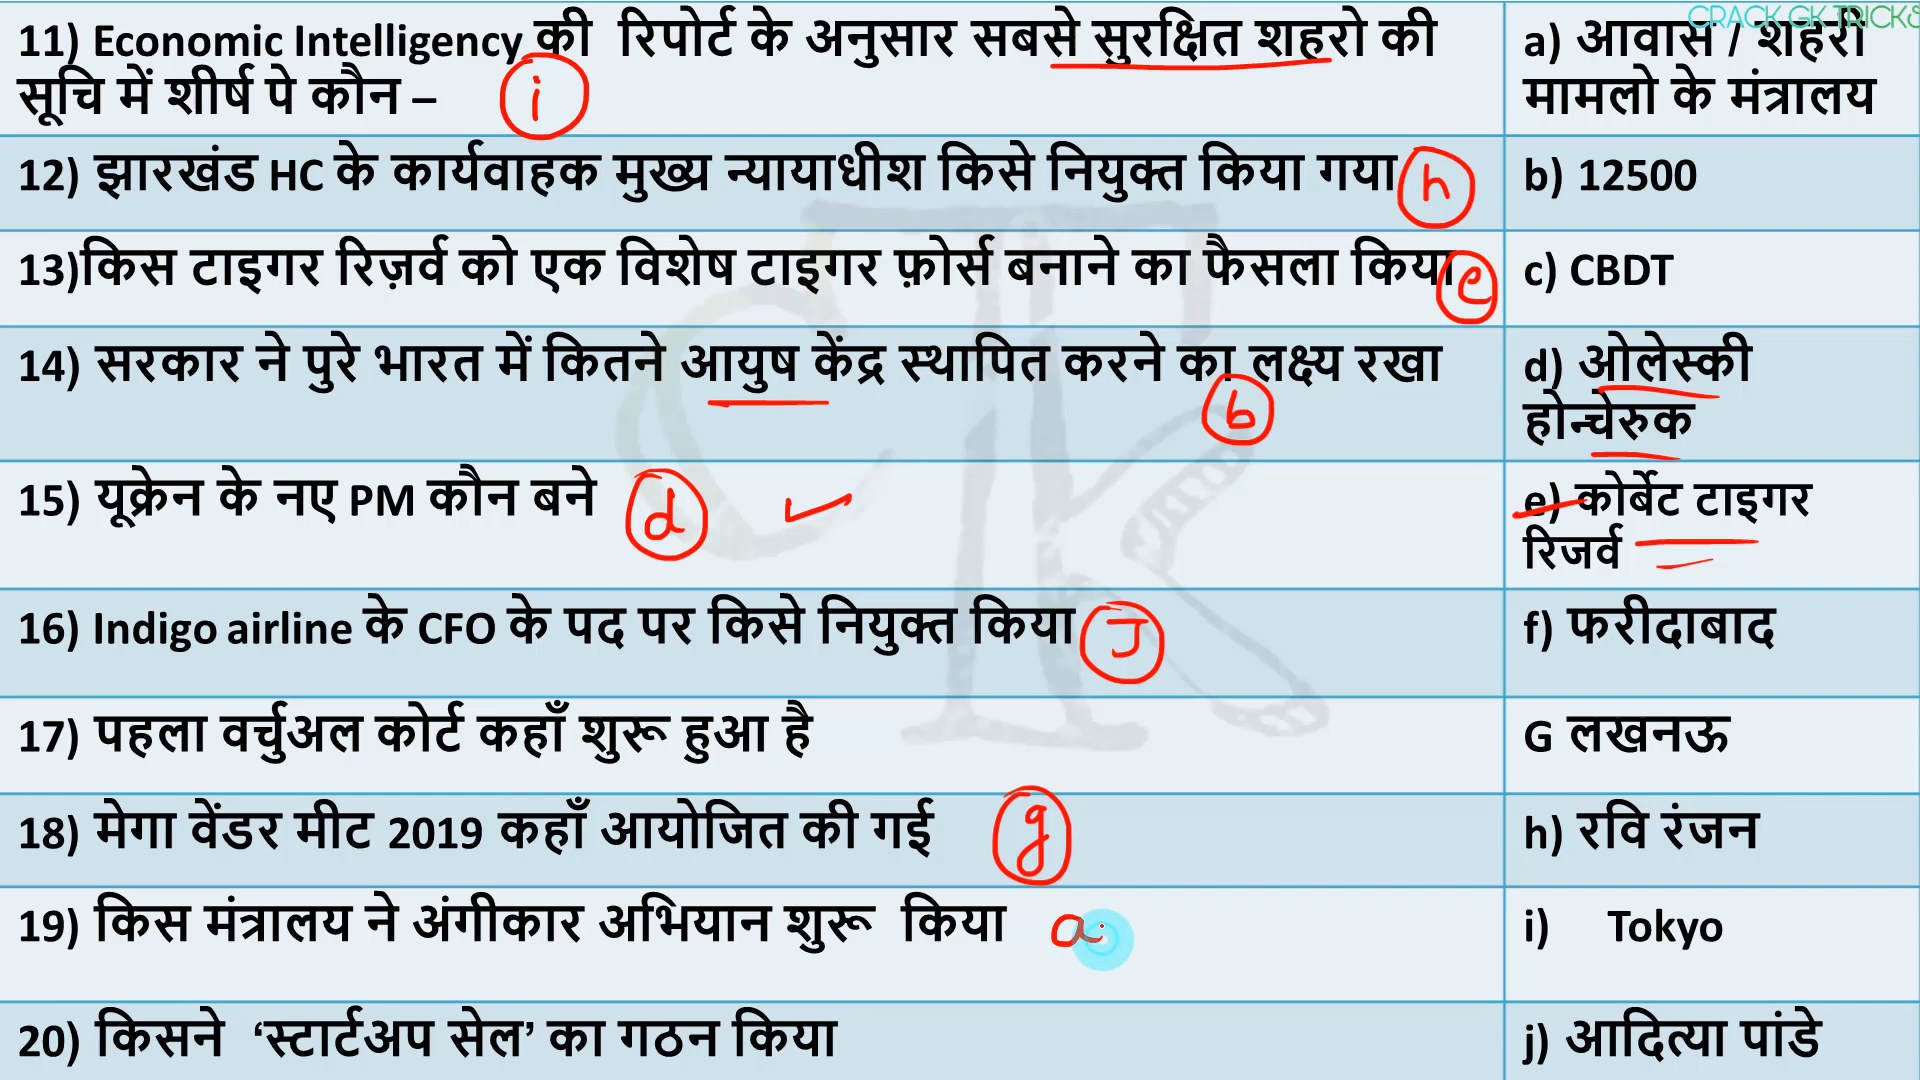 CRACK GK TRICKS
11) Economic Intelligency की रिपोर्ट के अनुसार सबसे सुरक्षित शहरो की
सूचि में शीर्ष पे कौन –
i
a) आवास / शहरी
मामलो के मंत्रालय
12) झारखंड HC के कार्यवाहक मुख्य न्यायाधीश किसे नियुक्त किया गया
h
b) 12500
13)किस टाइगर रिज़र्व को एक विशेष टाइगर फ़ोर्स बनाने का फैसला किया
e
c) CBDT
14) सरकार ने पुरे भारत में कितने आयुष केंद्र स्थापित करने का लक्ष्य रखा
b
d) ओलेस्की
होन्चेरुक
15) यूक्रेन के नए PM कौन बने
d
e) कोर्बेट टाइगर
रिजर्व
16) Indigo airline के CFO के पद पर किसे नियुक्त किया
J
f) फरीदाबाद
17) पहला वर्चुअल कोर्ट कहाँ शुरू हुआ है
G लखनऊ
18) मेगा वेंडर मीट 2019 कहाँ आयोजित की गई
g
h) रवि रंजन
19) किस मंत्रालय ने अंगीकार अभियान शुरू किया
a
i) Tokyo
20) किसने ‘स्टार्टअप सेल’ का गठन किया
j) आदित्या पांडे
CTK